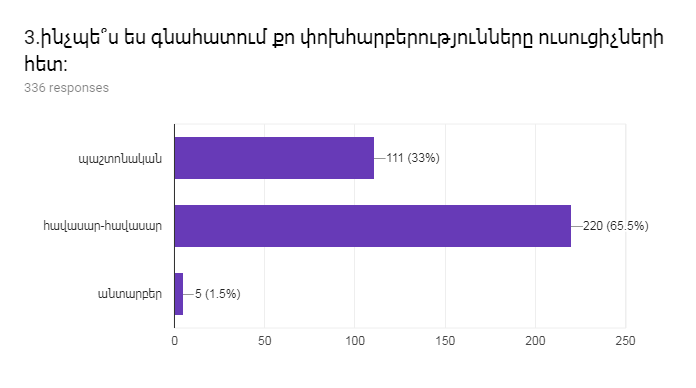 3.ինչպե՞ս ես գնահատում քո փոխհարբերությունները ուսուցիչների
հետ:
336 responses
պաշտոնական
111 (33%)
հավասար-հավասար
220 (65.5%)
անտարբեր
5 (1.5%)
0 50 100 150 200 250